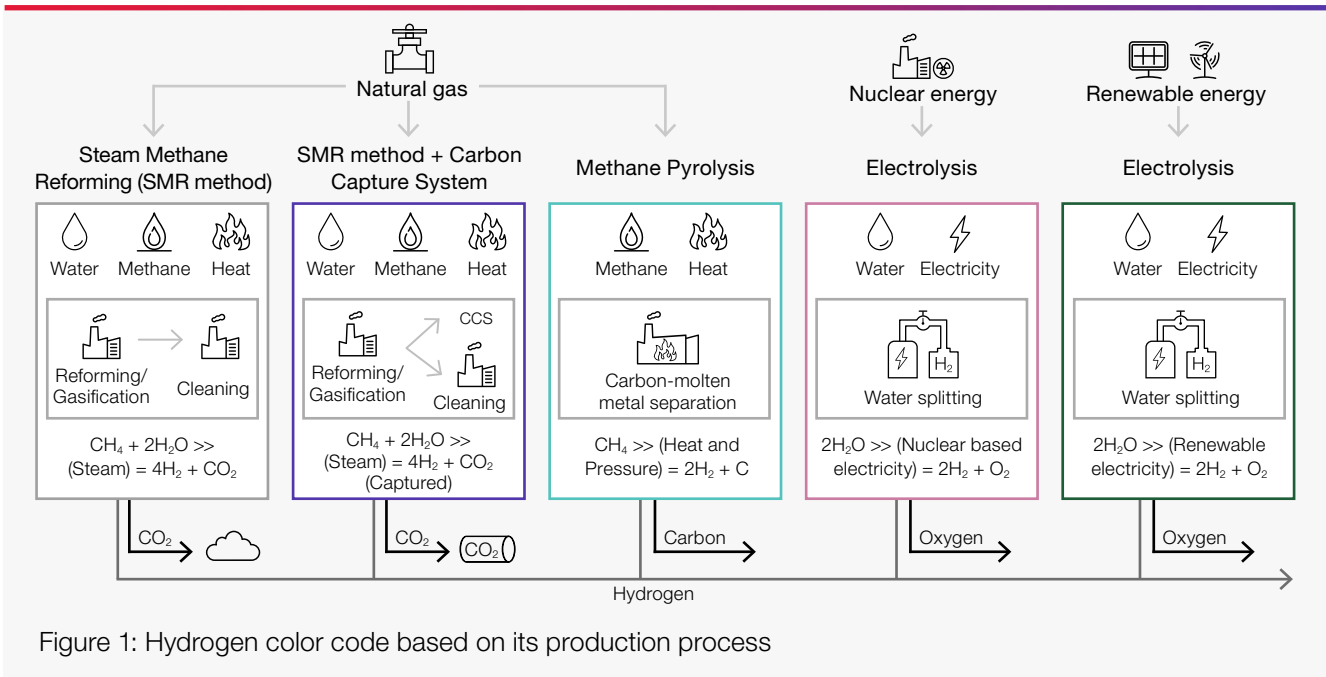 Natural gas
Nuclear energy
Renewable energy
Steam Methane
Reforming (SMR method)
SMR method + Carbon
Capture System
Methane Pyrolysis
Electrolysis
Electrolysis
Water
Methane
Heat
Reforming/
Gasification
Cleaning
CH₄ + 2H₂O >>
(Steam) = 4H₂ + CO₂
Water
Methane
Heat
Reforming/
Gasification
CCS
Cleaning
CH₄ + 2H₂O >>
(Steam) = 4H₂ + CO₂
(Captured)
Methane
Heat
Carbon-molten
metal separation
CH₄ >> (Heat and
Pressure) = 2H₂ + C
Water
Electricity
H₂
Water splitting
2H₂O >> (Nuclear based
electricity) = 2H₂ + O₂
Water
Electricity
H₂
Water splitting
2H₂O >> (Renewable
electricity) = 2H₂ + O₂
CO₂
CO₂
CO₂
Carbon
Oxygen
Oxygen
Hydrogen
Figure 1: Hydrogen color code based on its production process